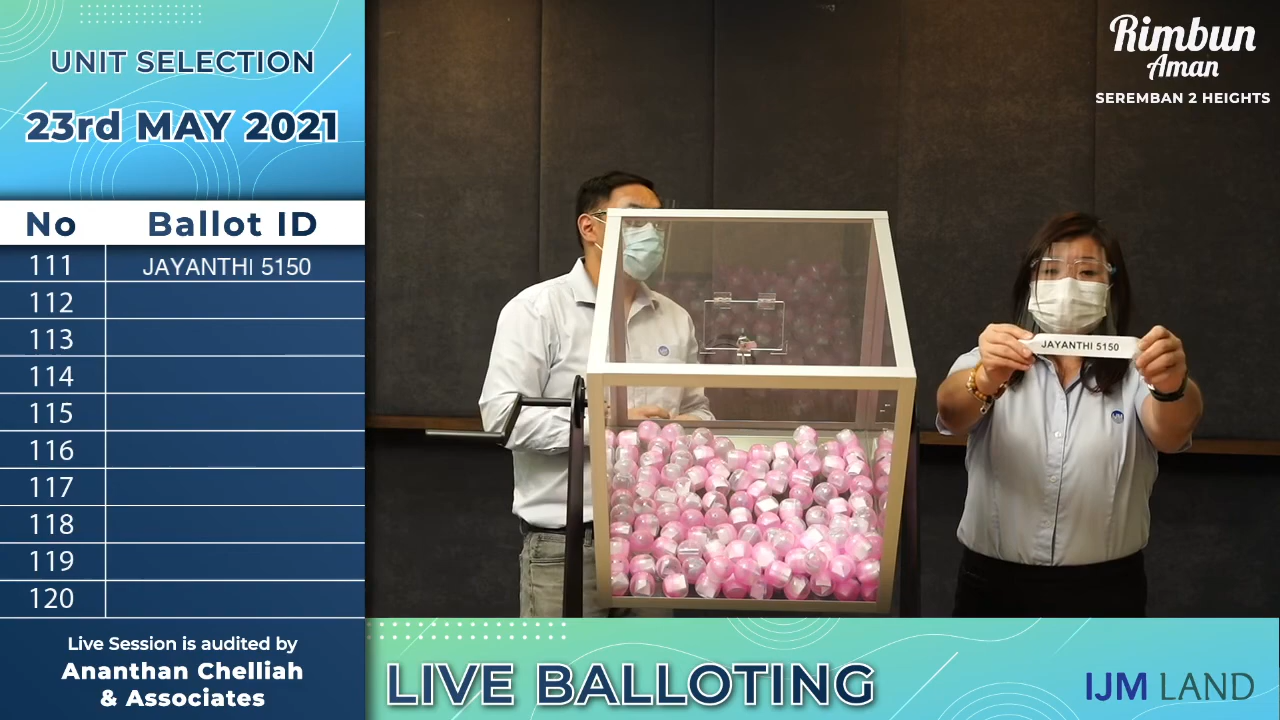 UNIT SELECTION
23rd MAY 2021
No Ballot ID
111 JAYANTHI 5150
112
113
114
115
116
117
118
119
120
Live Session is audited by
Ananthan Chelliah
& Associates
Rimbun
Aman
SEREMBAN 2 HEIGHTS
JAYANTHI 5150
LIVE BALLOTING
IJM LAND